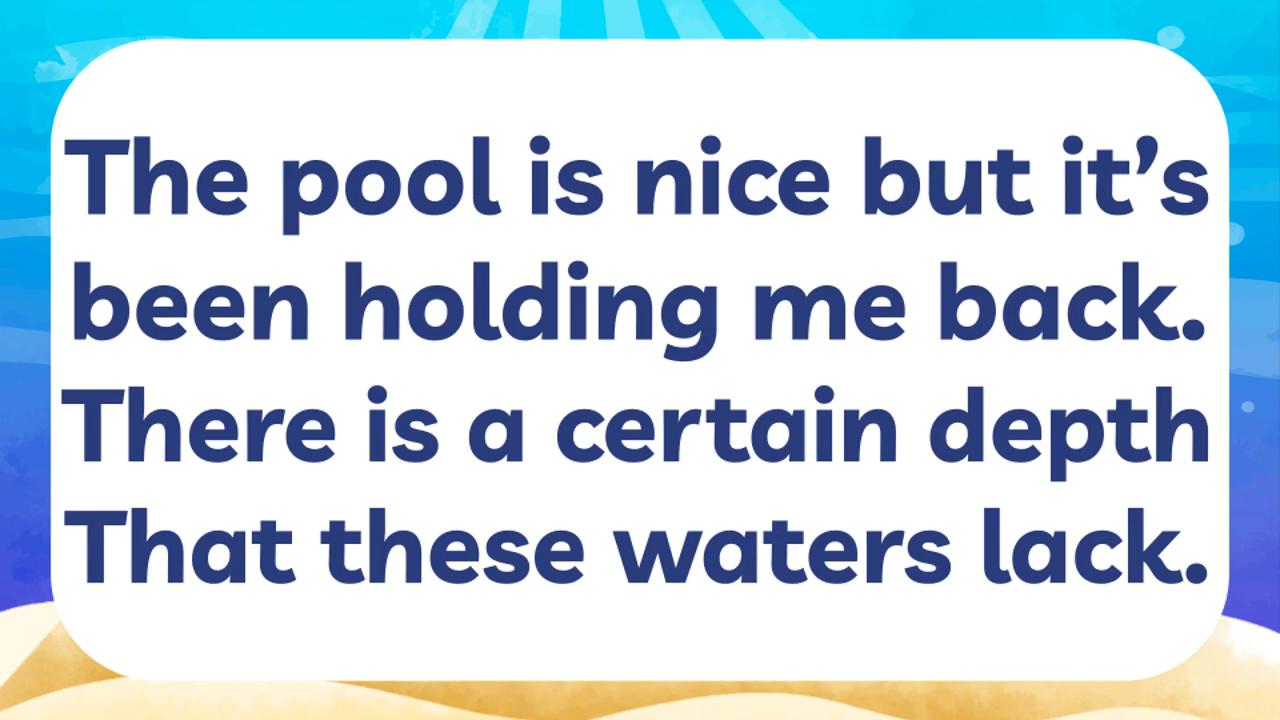 The pool is nice but it’s
been holding me back.
There is a certain depth
That these waters lack.